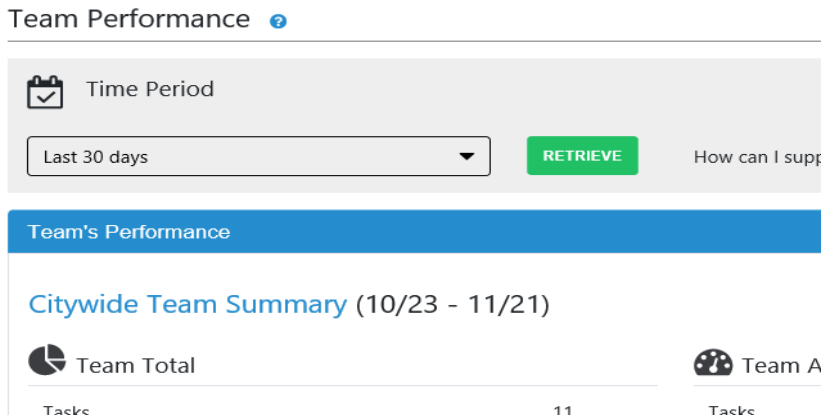 Team Performance ?
Time Period
Last 30 days
RETRIEVE
How can I
Team's Performance
Citywide Team Summary (10/23 - 11/21)
Team Total
Team
Tasks 11
Tasks